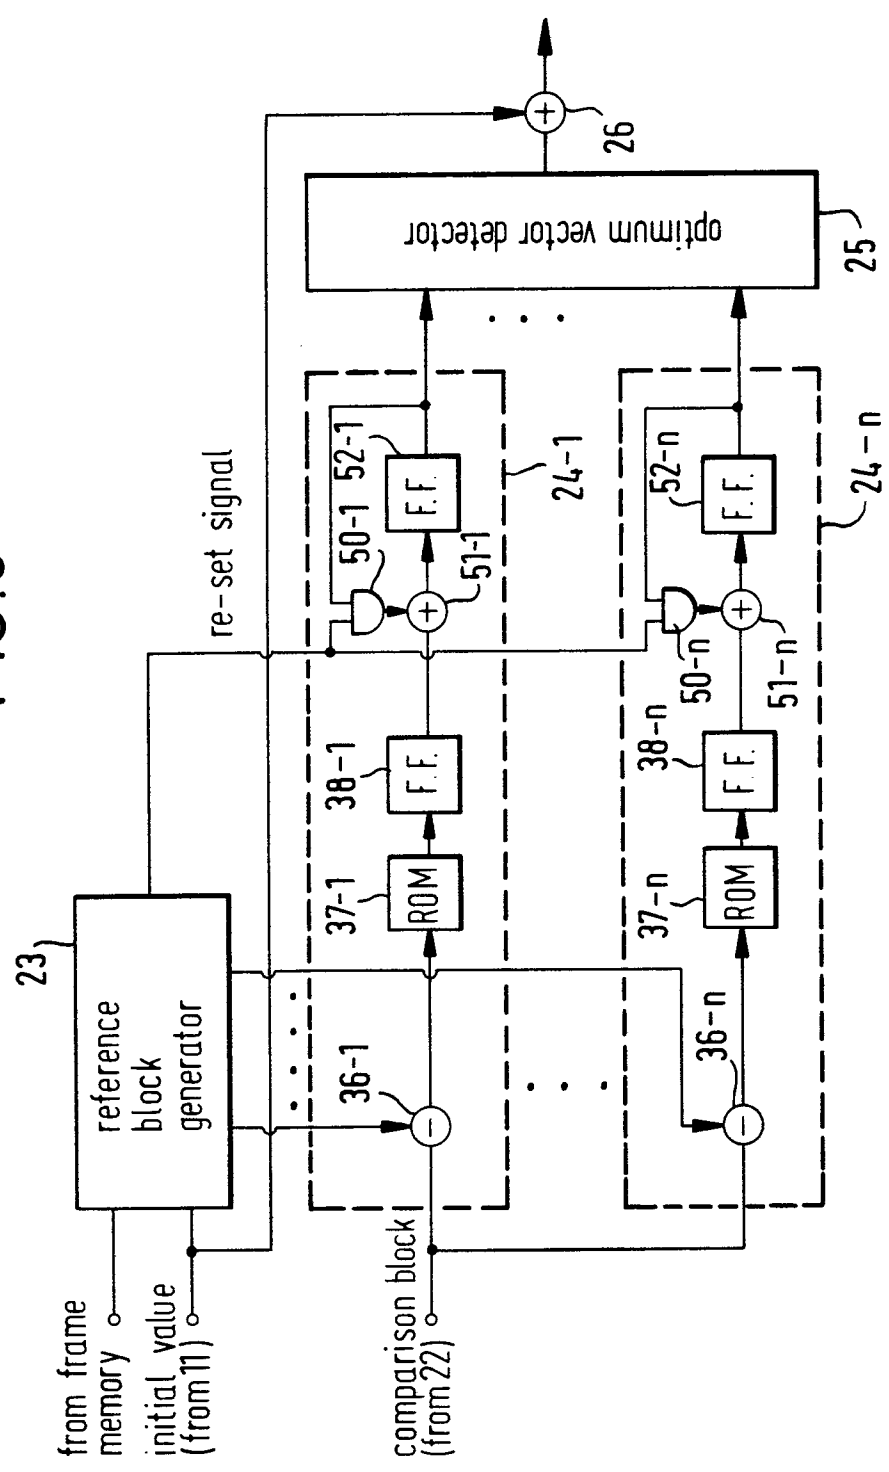 from frame
memory
initial value
(from 11)
comparison block
(from 22)
23
reference
block
generator
re-set signal
36-1
37-1
ROM
38-1
F.F.
50-1
51-1
52-1
F.F.
24-1
36-n
37-n
ROM
38-n
F.F.
50-n
51-n
52-n
F.F.
24-n
optimum vector detector
25
26